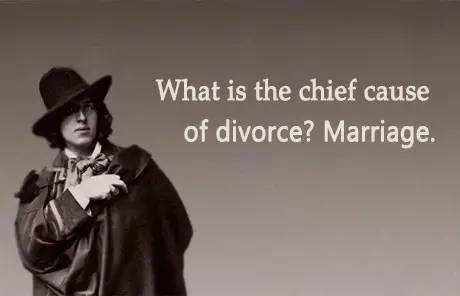 What is the chief cause
of divorce? Marriage.